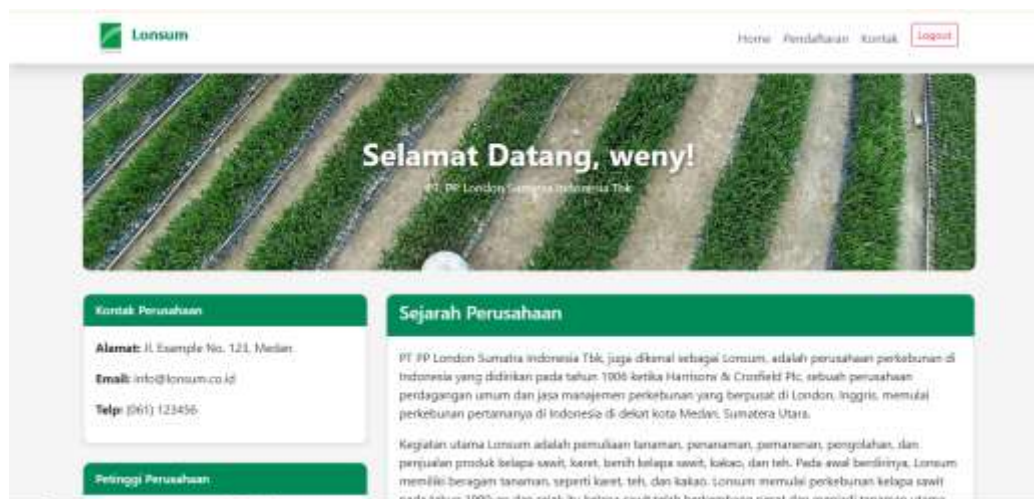 Lonsum
Home Pendaftaran Kontak Logout
Selamat Datang, weny!
PT. PP London Sumatra Indonesia Tbk
Kontak Perusahaan
Alamat: Jl. Example No. 123, Medan
Email: info@lonsum.co.id
Telp: (061) 123456
Petinggi Perusahaan
Sejarah Perusahaan
PT PP London Sumatra Indonesia Tbk, juga dikenal sebagai Lonsum, adalah perusahaan perkebunan di
Indonesia yang didirikan pada tahun 1906 ketika Harrisons & Crosfield Plc, sebuah perusahaan
perdagangan umum dan jasa manajemen perkebunan yang berpusat di London, Inggris, memulai
perkebunan pertamanya di Indonesia di dekat kota Medan, Sumatera Utara.
Kegiatan utama Lonsum adalah pemuliaan tanaman, penanaman, pemanenan, pengolahan, dan
penjualan produk kelapa sawit, karet, benih kelapa sawit, kakao, dan teh. Pada awal berdirinya, Lonsum
memiliki beragam tanaman, seperti karet, teh, dan kakao. Lonsum memulai perkebunan kelapa sawit